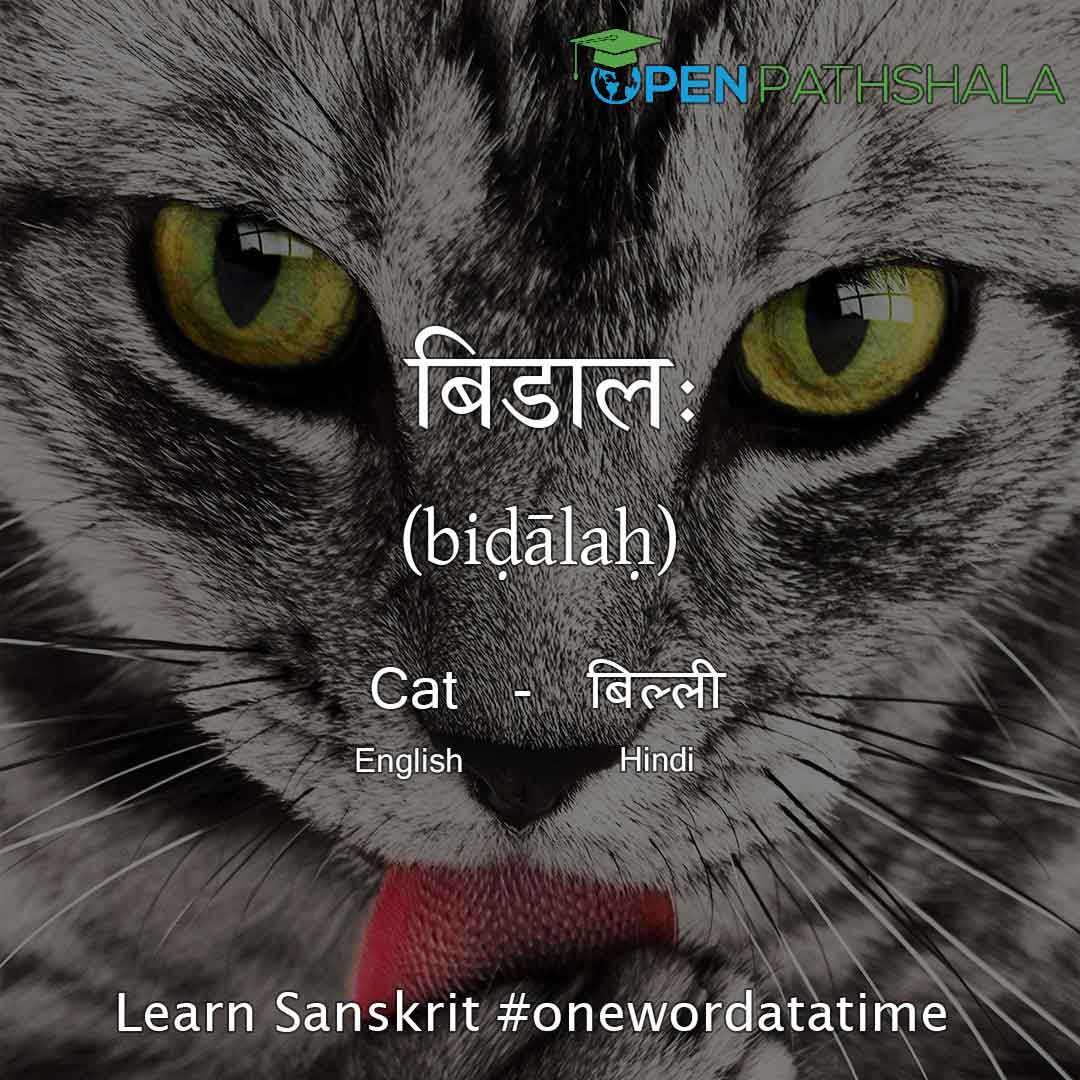 OPEN PATHSHALA
बिडालः
(biḍālaḥ)
Cat - बिल्ली
English Hindi
Learn Sanskrit #onewordatatime